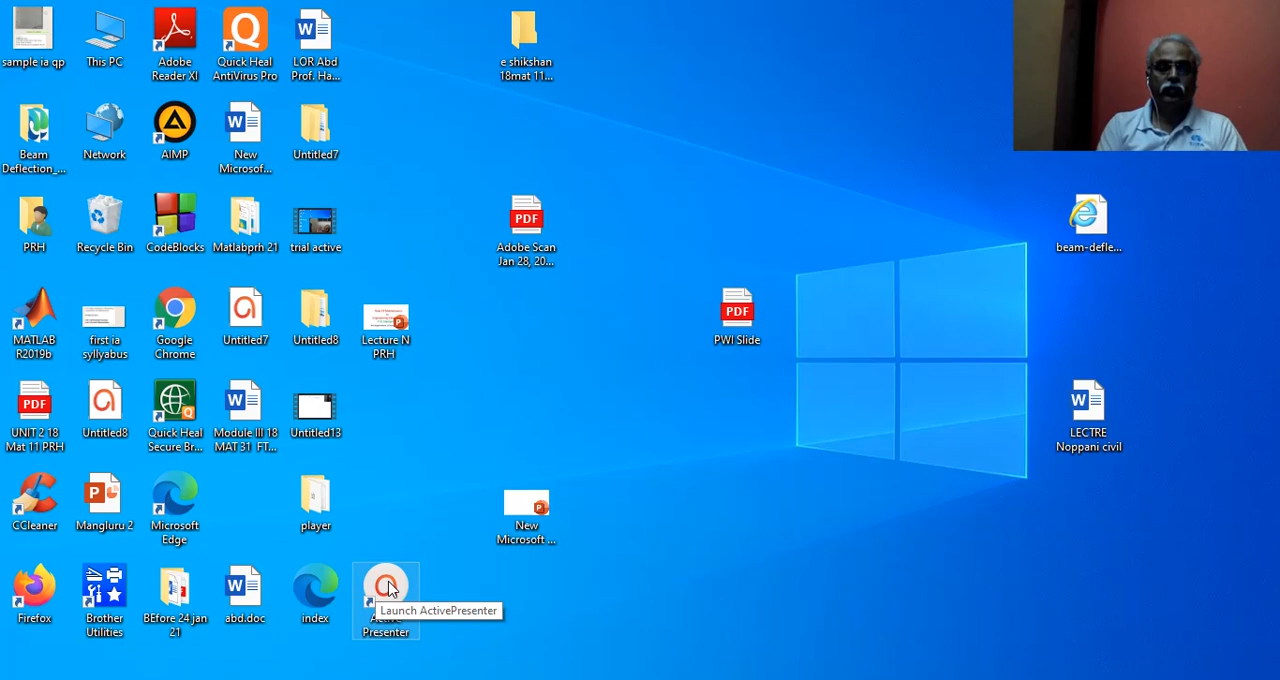 sample ia qp
This PC
Adobe
Reader XI
Quick Heal
AntiVirus Pro
LOR Abd
Prof. Ha...
e shikshan
18mat 11...
Beam
Deflection_...
Network
AIMP
New
Microsof...
Untitled7
PRH
Recycle Bin
CodeBlocks
Matlabprh 21
trial active
PDF
Adobe Scan
Jan 28, 20...
beam-defle...
MATLAB
R2019b
first ia
syllyabus
Google
Chrome
Untitled7
Untitled8
Lecture N
PRH
PDF
PWI Slide
PDF
UNIT 2 18
Mat 11 PRH
Untitled8
Quick Heal
Secure Br...
Module III 18
MAT 31 FT...
Untitled13
LECTRE
Noppani civil
CCleaner
Mangluru 2
Microsoft
Edge
player
New
Microsoft ...
Firefox
Brother
Utilities
BEfore 24 jan
21
abd.doc
index
Launch ActivePresenter
Presenter